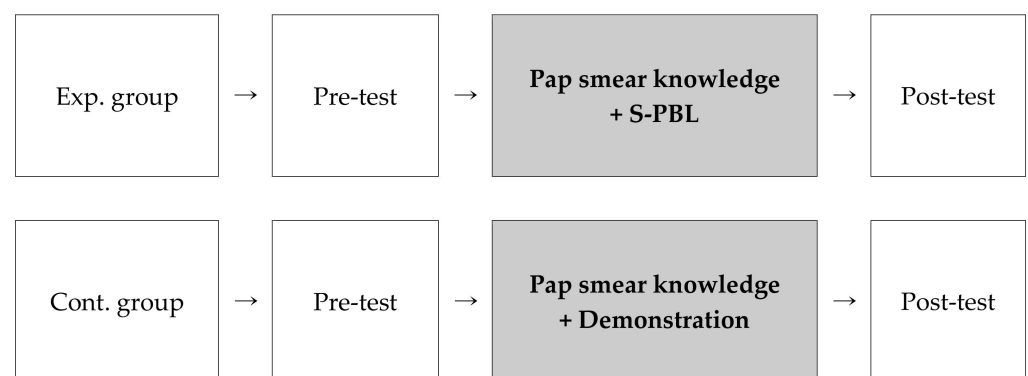 Exp. group → Pre-test → Pap smear knowledge → Post-test
+ S-PBL
Cont. group → Pre-test → Pap smear knowledge → Post-test
+ Demonstration